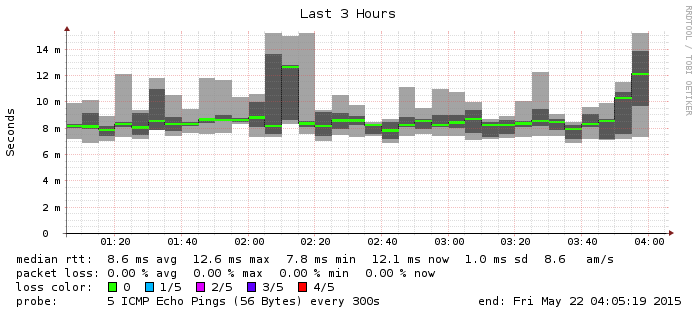 Last 3 Hours
RRDTOOL / TOBI OETIKER
Seconds
14 m
12 m
10 m
8 m
6 m
4 m
2 m
0
01:20 01:40 02:00 02:20 02:40 03:00 03:20 03:40 04:00
median rtt: 8.6 ms avg 12.6 ms max 7.8 ms min 12.1 ms now 1.0 ms sd 8.6 am/s
packet loss: 0.00 % avg 0.00 % max 0.00 % min 0.00 % now
loss color: 0 1/5 2/5 3/5 4/5
probe: 5 ICMP Echo Pings (56 Bytes) every 300s end: Fri May 22 04:05:19 2015